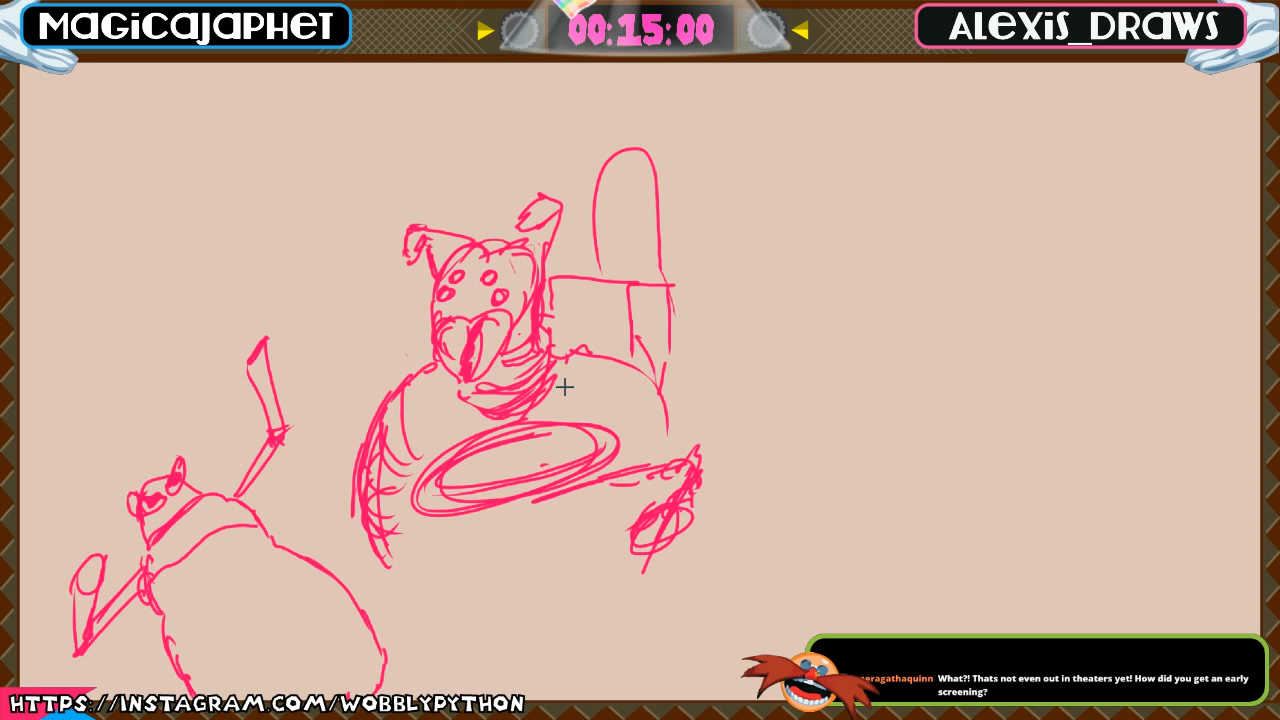 MagicaJaphet
00:15:00
Alexis_Draws
eragathaquinn What?! Thats not even out in theaters yet! How did you get an early
screening?
https://instagram.com/wobblypython